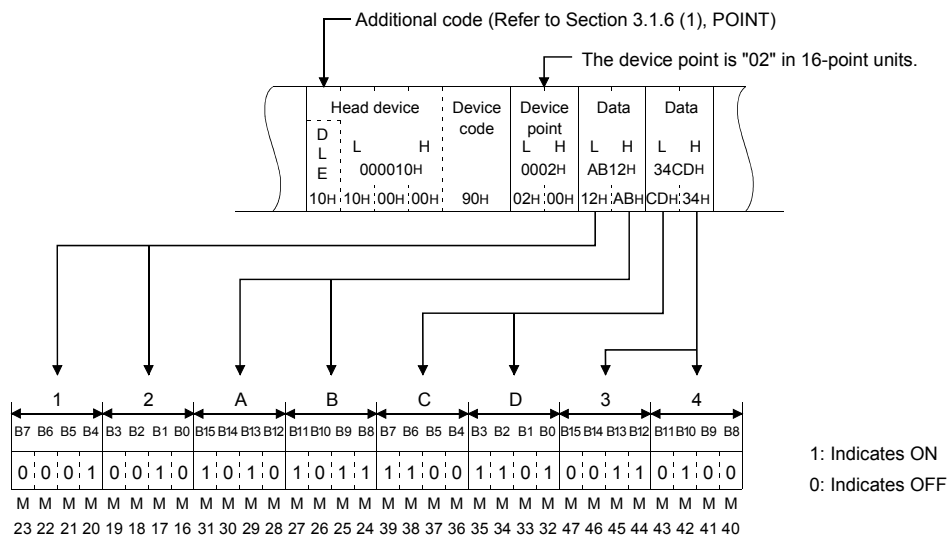 Additional code (Refer to Section 3.1.6 (1), POINT)
The device point is "02" in 16-point units.
Head device Device code Device point Data Data
D L E L H L H L H L H
000010H 0002H AB12H 34CDH
10H 10H 00H 00H 90H 02H 00H 12H ABH CDH 34H
1 2 A B C D 3 4
B7 B6 B5 B4 B3 B2 B1 B0 B15 B14 B13 B12 B11 B10 B9 B8 B7 B6 B5 B4 B3 B2 B1 B0 B15 B14 B13 B12 B11 B10 B9 B8
0 0 0 1 0 0 1 0 1 0 1 0 1 0 1 1 1 1 0 0 1 1 0 1 0 0 1 1 0 1 0 0
M M M M M M M M M M M M M M M M M M M M M M M M M M M M M M M M
23 22 21 20 19 18 17 16 31 30 29 28 27 26 25 24 39 38 37 36 35 34 33 32 47 46 45 44 43 42 41 40
1: Indicates ON
0: Indicates OFF